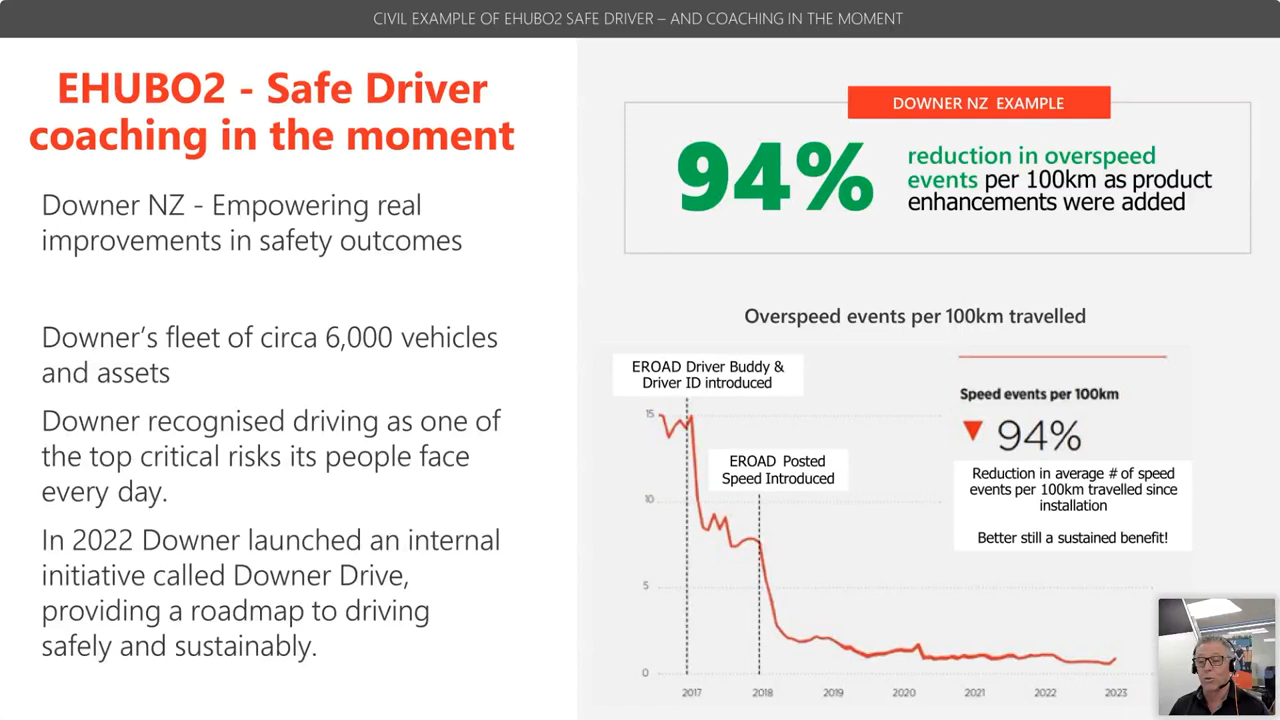 CIVIL EXAMPLE OF EHUBO2 SAFE DRIVER – AND COACHING IN THE MOMENT
EHUBO2 - Safe Driver
coaching in the moment
Downer NZ - Empowering real
improvements in safety outcomes
Downer’s fleet of circa 6,000 vehicles
and assets
Downer recognised driving as one of
the top critical risks its people face
every day.
In 2022 Downer launched an internal
initiative called Downer Drive,
providing a roadmap to driving
safely and sustainably.
DOWNER NZ EXAMPLE
94%
reduction in overspeed
events per 100km as product
enhancements were added
Overspeed events per 100km travelled
EROAD Driver Buddy &
Driver ID introduced
EROAD Posted
Speed Introduced
15
10
5
0
2017 2018 2019 2020 2021 2022 2023
Speed events per 100km
▼ 94%
Reduction in average # of speed
events per 100km travelled since
installation
Better still a sustained benefit!